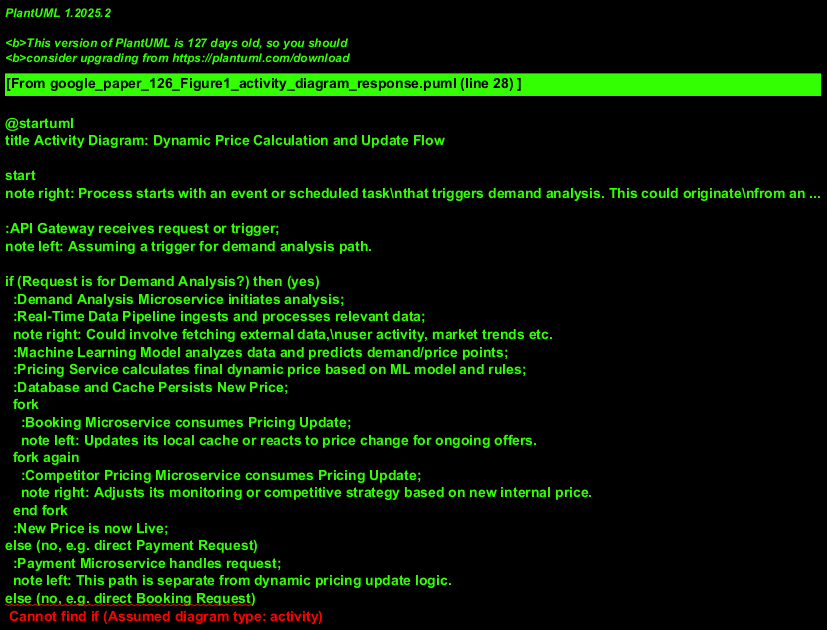 PlantUML 1.2025.2
<b>This version of PlantUML is 127 days old, so you should
<b>consider upgrading from https://plantuml.com/download
[From google_paper_126_Figure1_activity_diagram_response.puml (line 28) ]
@startuml
title Activity Diagram: Dynamic Price Calculation and Update Flow
start
note right: Process starts with an event or scheduled task\nthat triggers demand analysis. This could originate\nfrom an ...
:API Gateway receives request or trigger;
note left: Assuming a trigger for demand analysis path.
if (Request is for Demand Analysis?) then (yes)
:Demand Analysis Microservice initiates analysis;
:Real-Time Data Pipeline ingests and processes relevant data;
note right: Could involve fetching external data,\nuser activity, market trends etc.
:Machine Learning Model analyzes data and predicts demand/price points;
:Pricing Service calculates final dynamic price based on ML model and rules;
:Database and Cache Persists New Price;
fork
:Booking Microservice consumes Pricing Update;
note left: Updates its local cache or reacts to price change for ongoing offers.
fork again
:Competitor Pricing Microservice consumes Pricing Update;
note right: Adjusts its monitoring or competitive strategy based on new internal price.
end fork
:New Price is now Live;
else (no, e.g. direct Payment Request)
:Payment Microservice handles request;
note left: This path is separate from dynamic pricing update logic.
else (no, e.g. direct Booking Request)
Cannot find if (Assumed diagram type: activity)